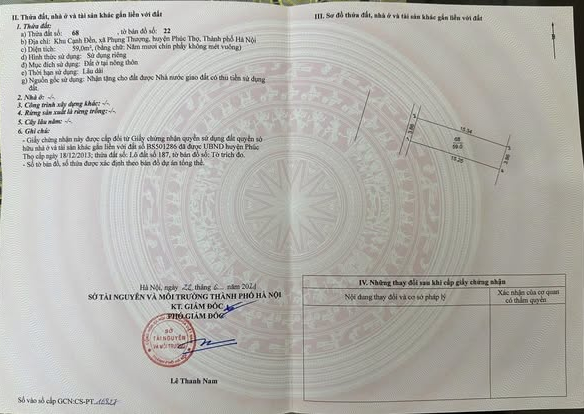 II. Thửa đất, nhà ở và tài sản khác gắn liền với đất
1. Thửa đất:
a) Thửa đất số: 68 , tờ bản đồ số: 22
b) Địa chỉ: Khu Cạnh Đền, xã Phụng Thượng, huyện Phúc Thọ, Thành phố Hà Nội
c) Diện tích: 59,0m², (bằng chữ: Năm mươi chín phẩy không mét vuông)
d) Hình thức sử dụng: Sử dụng riêng
đ) Mục đích sử dụng: Đất ở tại nông thôn
e) Thời hạn sử dụng: Lâu dài
g) Nguồn gốc sử dụng: Nhận tặng cho đất được Nhà nước giao đất có thu tiền sử dụng
đất.
2. Nhà ở: -/-
3. Công trình xây dựng khác: -/-
4. Rừng sản xuất là rừng trồng: -/-
5. Cây lâu năm: -/-
6. Ghi chú:
- Giấy chứng nhận này được cấp đổi từ Giấy chứng nhận quyền sử dụng đất quyền sở
hữu nhà ở và tài sản khác gắn liền với đất số BS501286 đã được UBND huyện Phúc
Thọ cấp ngày 18/12/2013; thửa đất số: Lô đất số 187, tờ bản đồ số: Tờ trích đo.
- Số tờ bản đồ, số thửa được xác định theo bản đồ dự án tổng thể.
Hà Nội, ngày tháng năm
SỞ TÀI NGUYÊN VÀ MÔI TRƯỜNG THÀNH PHỐ HÀ NỘI
KT. GIÁM ĐỐC
PHÓ GIÁM ĐỐC
SỞ
TÀI NGUYÊN
VÀ MÔI TRƯỜNG
Lê Thanh Nam
Số vào sổ cấp GCN: CS-PT
III. Sơ đồ thửa đất, nhà ở và tài sản khác gắn liền với đất
B
15.04
3.88
68
59.0
15.20
3.90
IV. Những thay đổi sau khi cấp giấy chứng nhận
Nội dung thay đổi và cơ sở pháp lý
Xác nhận của cơ quan
có thẩm quyền